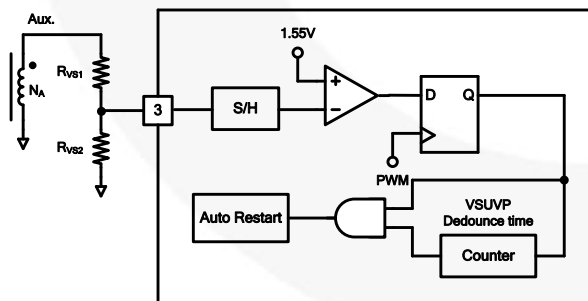 Aux.
1.55V
RVS1
NA
3
S/H
+
−
D
Q
RVS2
PWM
VSUVP
Dedounce time
Auto Restart
Counter